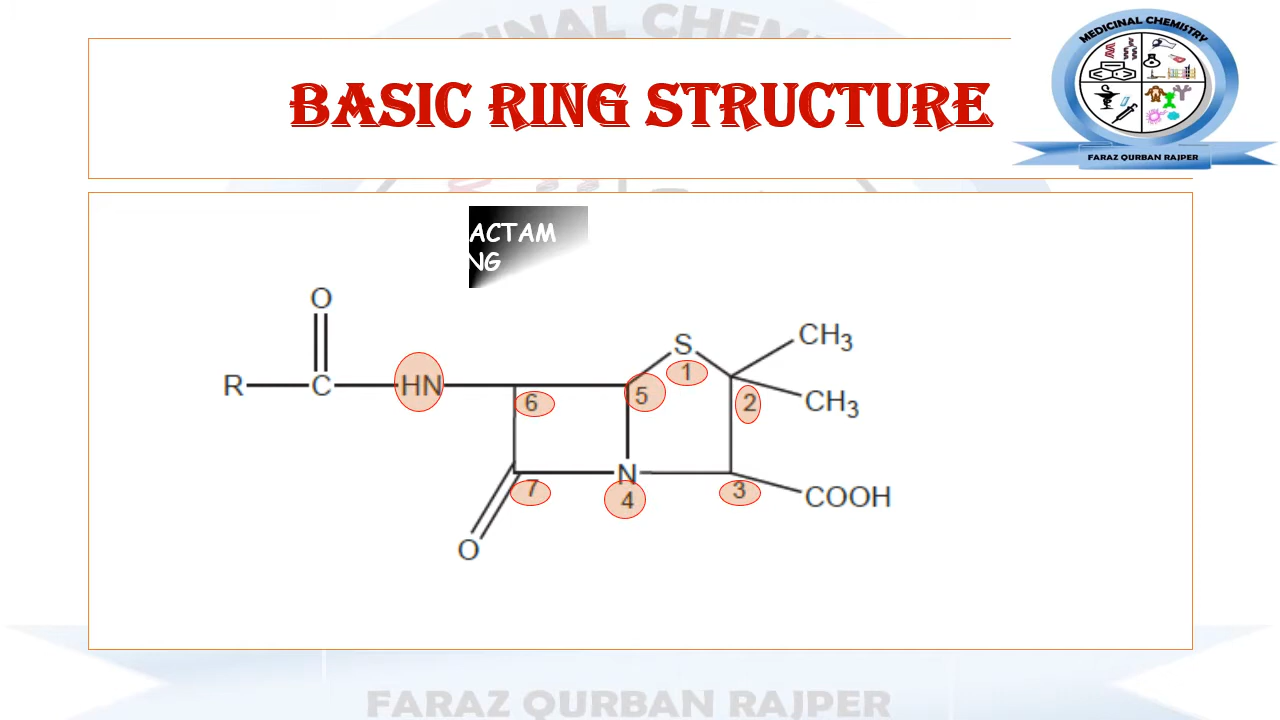 BASIC RING STRUCTURE
MEDICINAL CHEMISTRY
FARAZ QURBAN RAJPER
ACTAM
NG
O
R C HN
6 5
S
1
2
CH3
CH3
7 N
4
3
COOH
O
FARAZ QURBAN RAJPER